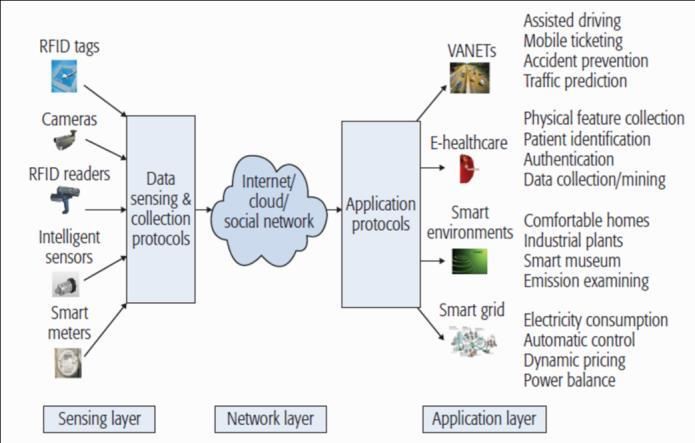 RFID tags
Cameras
RFID readers
Intelligent
sensors
Smart
meters
Data
sensing &
collection
protocols
Internet/
cloud/
social network
Application
protocols
VANETs
Assisted driving
Mobile ticketing
Accident prevention
Traffic prediction
E-healthcare
Physical feature collection
Patient identification
Authentication
Data collection/mining
Smart
environments
Comfortable homes
Industrial plants
Smart museum
Emission examining
Smart grid
Electricity consumption
Automatic control
Dynamic pricing
Power balance
Sensing layer
Network layer
Application layer